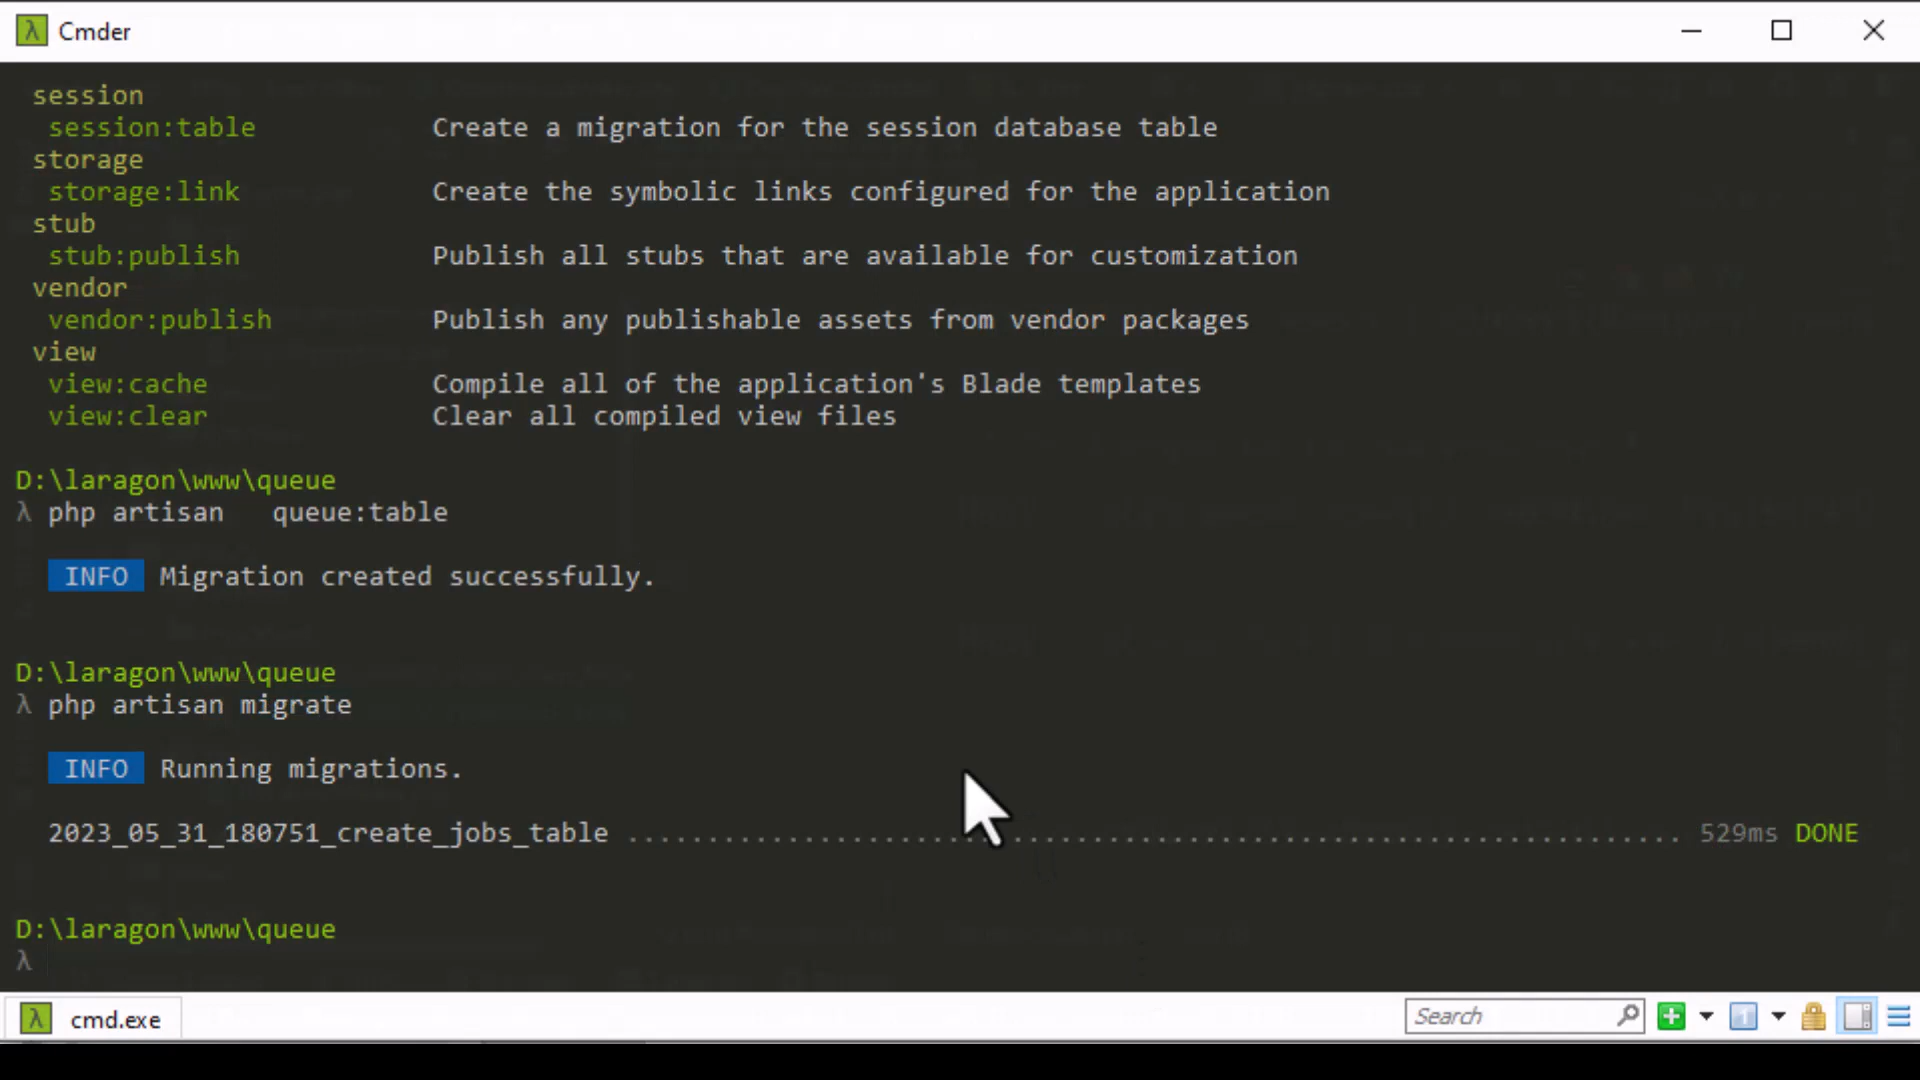 Cmder
session
session:table Create a migration for the session database table
storage
storage:link Create the symbolic links configured for the application
stub
stub:publish Publish all stubs that are available for customization
vendor
vendor:publish Publish any publishable assets from vendor packages
view
view:cache Compile all of the application's Blade templates
view:clear Clear all compiled view files
D:\laragon\www\queue
λ php artisan   queue:table
INFO Migration created successfully.
D:\laragon\www\queue
λ php artisan migrate
INFO Running migrations.
2023_05_31_180751_create_jobs_table .................................................................. 529ms DONE
D:\laragon\www\queue
λ
cmd.exe
Search